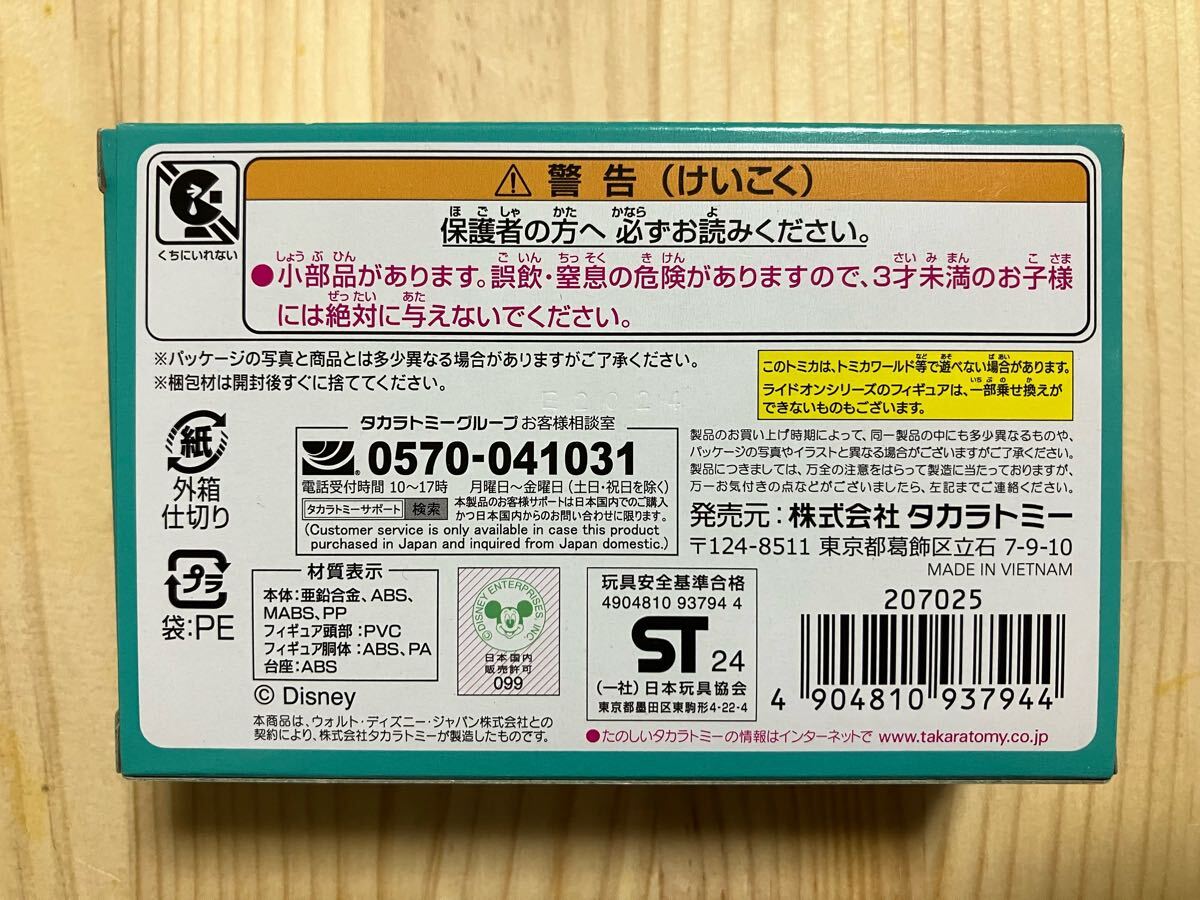 ⚠警告（けいこく）
くちにいれない
保護者の方へ 必ずお読みください。
●小部品があります。誤飲・窒息の危険がありますので、3才未満のお子様
には絶対に与えないでください。
※パッケージの写真と商品とは多少異なる場合がありますがご了承ください。
※梱包材は開封後すぐに捨ててください。
このトミカは、トミカワールド等で遊べない場合があります。
ライドオンシリーズのフィギュアは、一部乗せ換えが
できないものもございます。
紙
外箱
仕切り
プラ
袋:PE
タカラトミーグループ お客様相談室
0570-041031
電話受付時間 10〜17時 月曜日〜金曜日(土日・祝日を除く)
タカラトミーサポート 検索
本製品のお客様サポートは日本国内でのご購入
かつ日本国内からのお問い合わせに限ります。
(Customer service is only available in case this product
purchased in Japan and inquired from Japan domestic.)
製品のお買い上げ時期によって、同一製品の中にも多少異なるものや、
パッケージの写真やイラストと異なる場合がございますがご了承ください。
製品につきましては、万全の注意をはらって製造に当たっておりますが、
万一お気付きの点などがございましたら、左記までご連絡ください。
発売元：株式会社 タカラトミー
〒124-8511 東京都葛飾区立石 7-9-10
MADE IN VIETNAM
材質表示
本体：亜鉛合金、ABS、
MABS、PP
フィギュア頭部：PVC
フィギュア胴体：ABS、PA
台座：ABS
© Disney
本商品は、ウォルト・ディズニー・ジャパン株式会社との
契約により、株式会社タカラトミーが製造したものです。
©DISNEY ENTERPRISES, INC.
日本国内
販売許可
099
玩具安全基準合格
4904810 93794 4
ST 24
(一社)日本玩具協会
東京都墨田区東駒形4-22-4
207025
4 904810 937944
●たのしいタカラトミーの情報はインターネットで www.takaratomy.co.jp